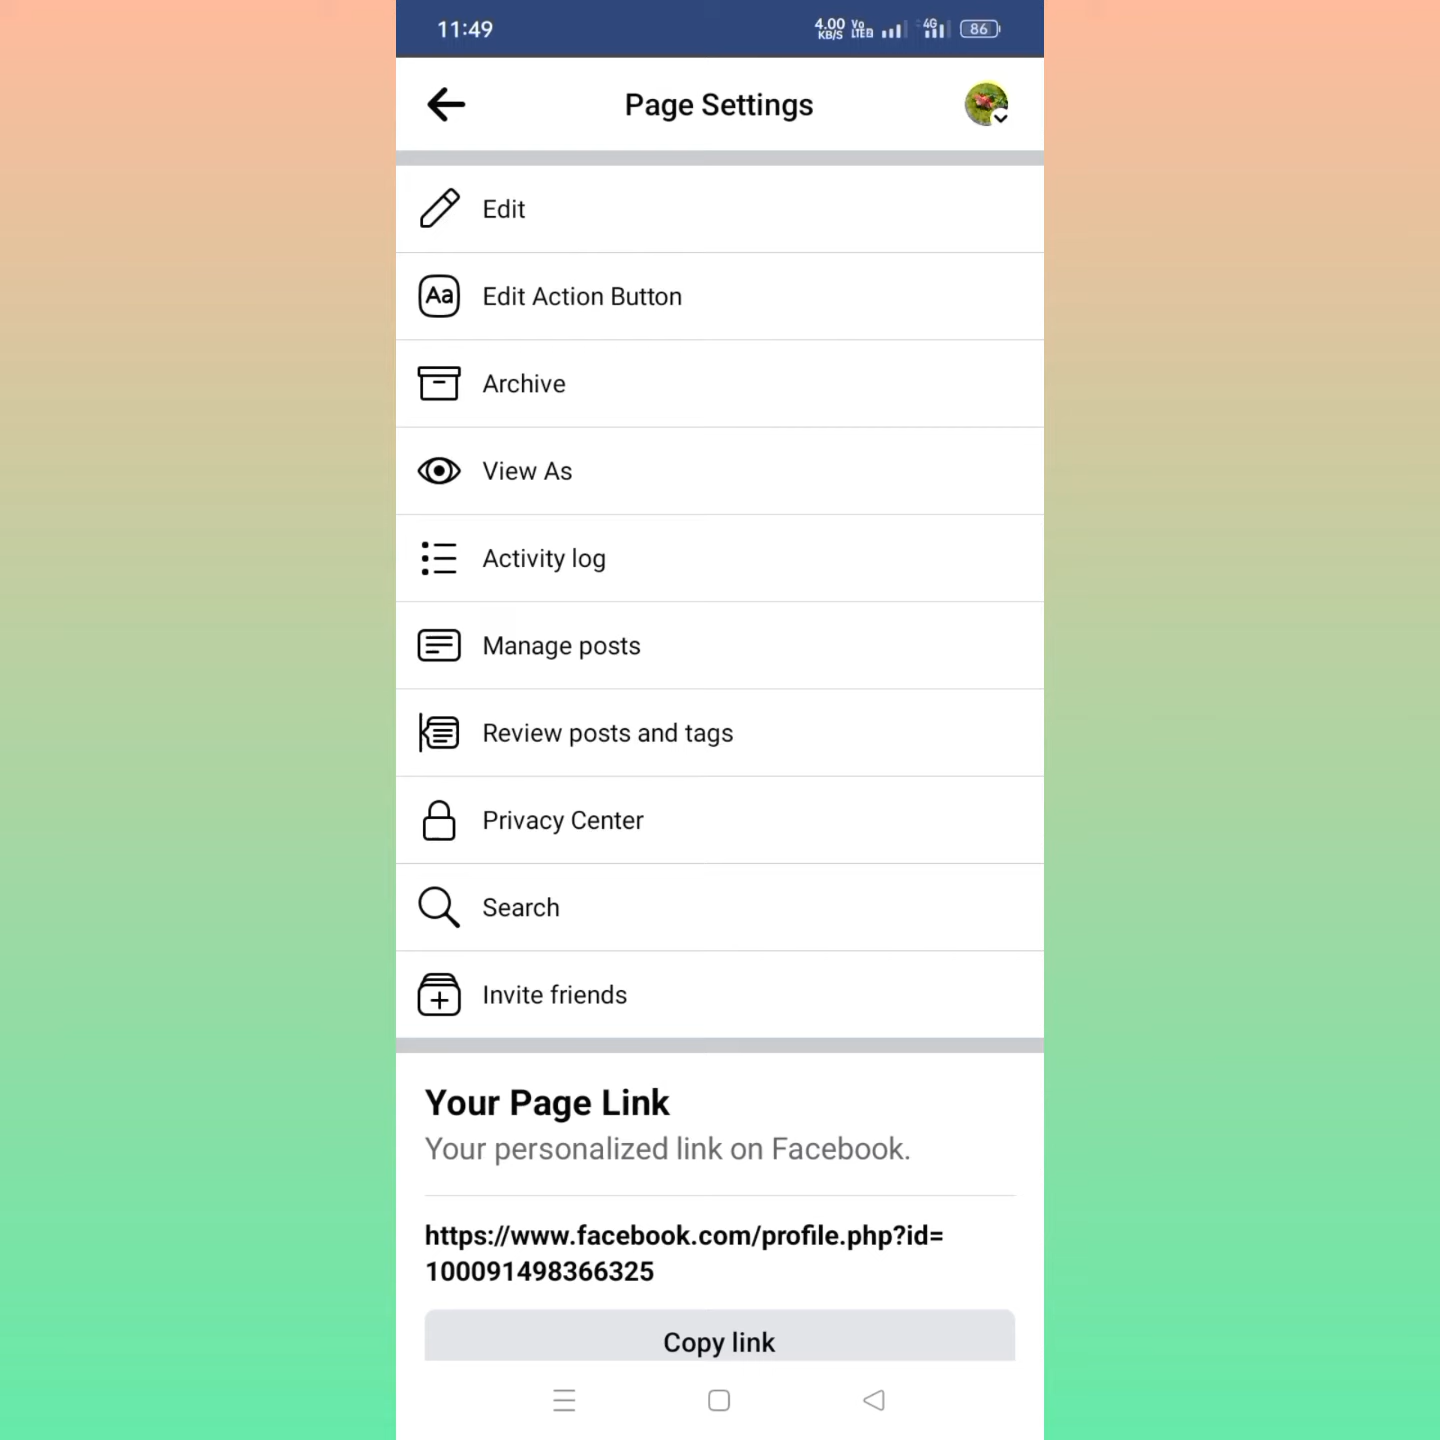 11:49
4.00 KB/S Vo LTE2 4G 86
Page Settings
Edit
Aa Edit Action Button
Archive
View As
Activity log
Manage posts
Review posts and tags
Privacy Center
Search
Invite friends
Your Page Link
Your personalized link on Facebook.
https://www.facebook.com/profile.php?id=
100091498366325
Copy link